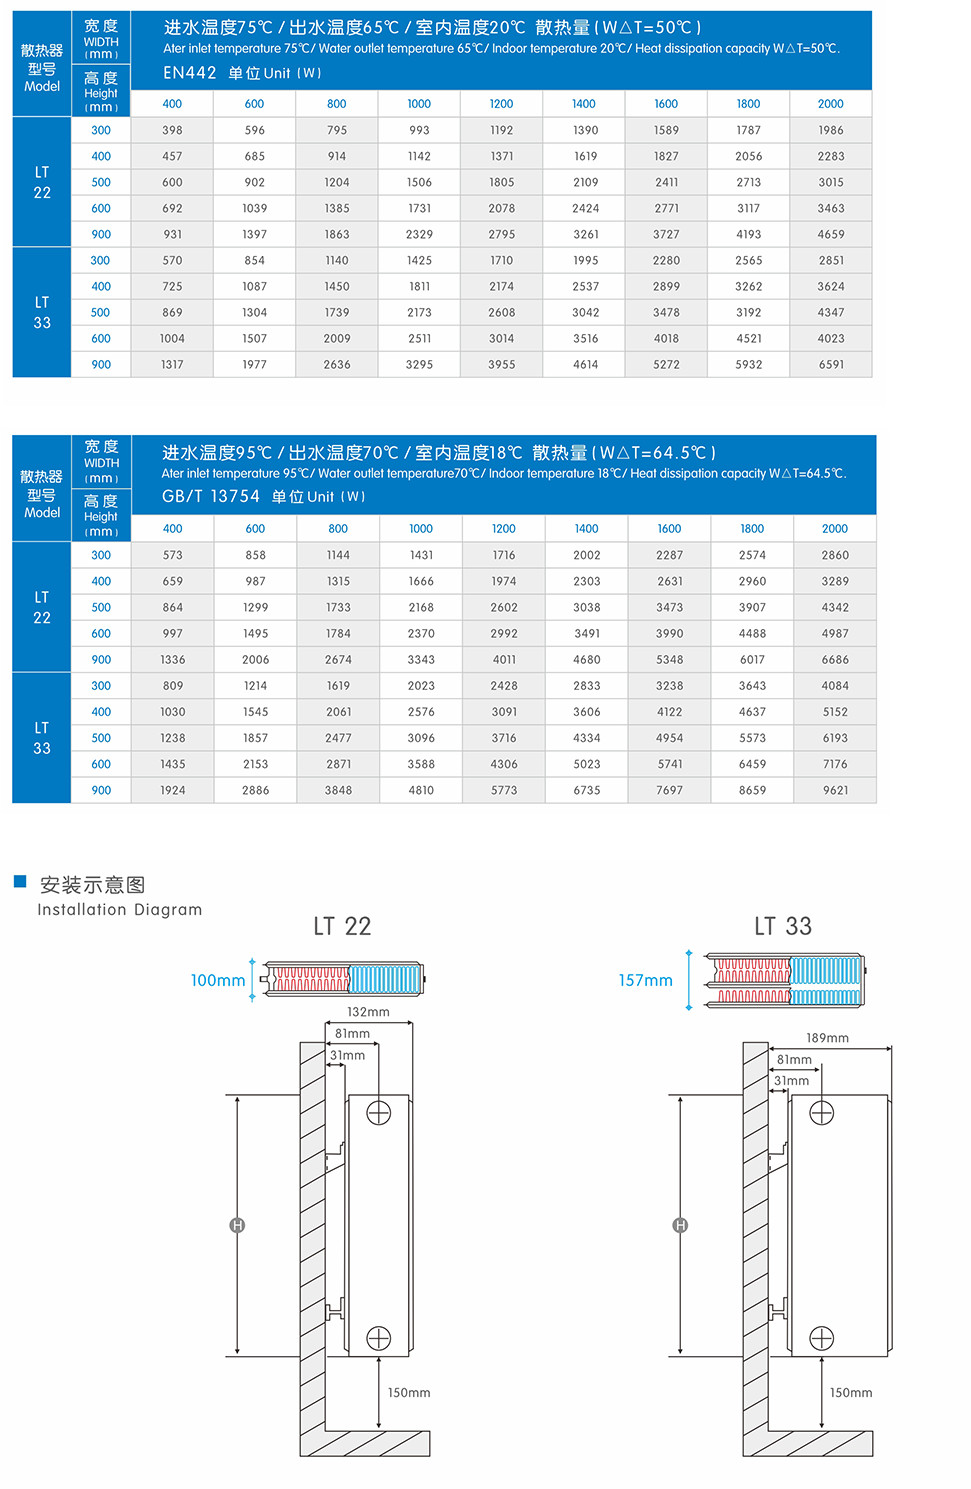 散热器
型号
Model
宽度
WIDTH
(mm)
高度
Height
(mm)
进水温度75℃/出水温度65℃/室内温度20℃ 散热量(W△T=50℃)
Ater inlet temperature 75℃/ Water outlet temperature 65℃/ Indoor temperature 20℃/ Heat dissipation capacity W△T=50℃.
EN442 单位Unit (W)
400 600 800 1000 1200 1400 1600 1800 2000
LT
22
300 398 596 795 993 1192 1390 1589 1787 1986
400 457 685 914 1142 1371 1619 1827 2056 2283
500 600 902 1204 1506 1805 2109 2411 2713 3015
600 692 1039 1385 1731 2078 2424 2771 3117 3463
900 931 1397 1863 2329 2795 3261 3727 4193 4659
LT
33
300 570 854 1140 1425 1710 1995 2280 2565 2851
400 725 1087 1450 1811 2174 2537 2899 3262 3624
500 869 1304 1739 2173 2608 3042 3478 3192 4347
600 1004 1507 2009 2511 3014 3516 4018 4521 4023
900 1317 1977 2636 3295 3955 4614 5272 5932 6591
散热器
型号
Model
宽度
WIDTH
(mm)
高度
Height
(mm)
进水温度95℃/出水温度70℃/室内温度18℃ 散热量(W△T=64.5℃)
Ater inlet temperature 95℃/ Water outlet temperature70℃/ Indoor temperature 18℃/ Heat dissipation capacity W△T=64.5℃.
GB/T 13754 单位Unit (W)
400 600 800 1000 1200 1400 1600 1800 2000
LT
22
300 573 858 1144 1431 1716 2002 2287 2574 2860
400 659 987 1315 1666 1974 2303 2631 2960 3289
500 864 1299 1733 2168 2602 3038 3473 3907 4342
600 997 1495 1784 2370 2992 3491 3990 4488 4987
900 1336 2006 2674 3343 4011 4680 5348 6017 6686
LT
33
300 809 1214 1619 2023 2428 2833 3238 3643 4084
400 1030 1545 2061 2576 3091 3606 4122 4637 5152
500 1238 1857 2477 3096 3716 4334 4954 5573 6193
600 1435 2153 2871 3588 4306 5023 5741 6459 7176
900 1924 2886 3848 4810 5773 6735 7697 8659 9621
安装示意图
Installation Diagram
LT 22
100mm
132mm
81mm
31mm
H
150mm
LT 33
157mm
189mm
81mm
31mm
H
150mm